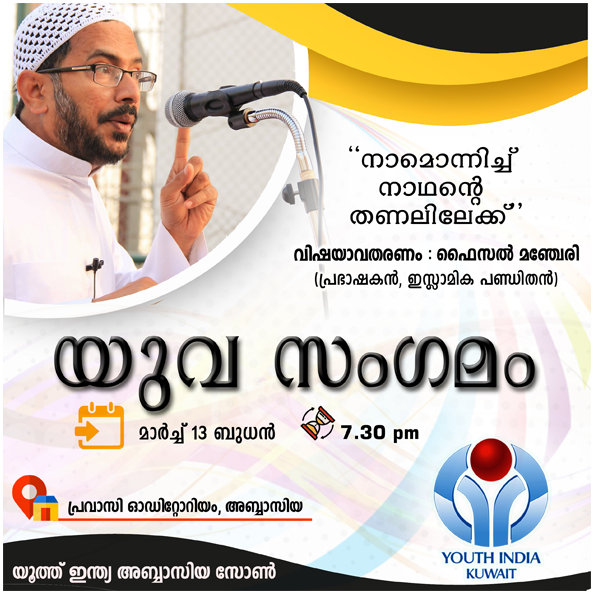 “നാമൊന്നിച്ച്
നാഥന്റെ
തണലിലേക്ക്”
വിഷയാവതരണം : ഫൈസൽ മഞ്ചേരി
(പ്രഭാഷകൻ, ഇസ്ലാമിക പണ്ഡിതൻ)
യുവ സംഗമം
മാർച്ച് 13 ബുധൻ
7.30 pm
പ്രവാസി ഓഡിറ്റോറിയം, അബ്ബാസിയ
YOUTH INDIA
KUWAIT
യൂത്ത് ഇന്ത്യ അബ്ബാസിയ സോൺ